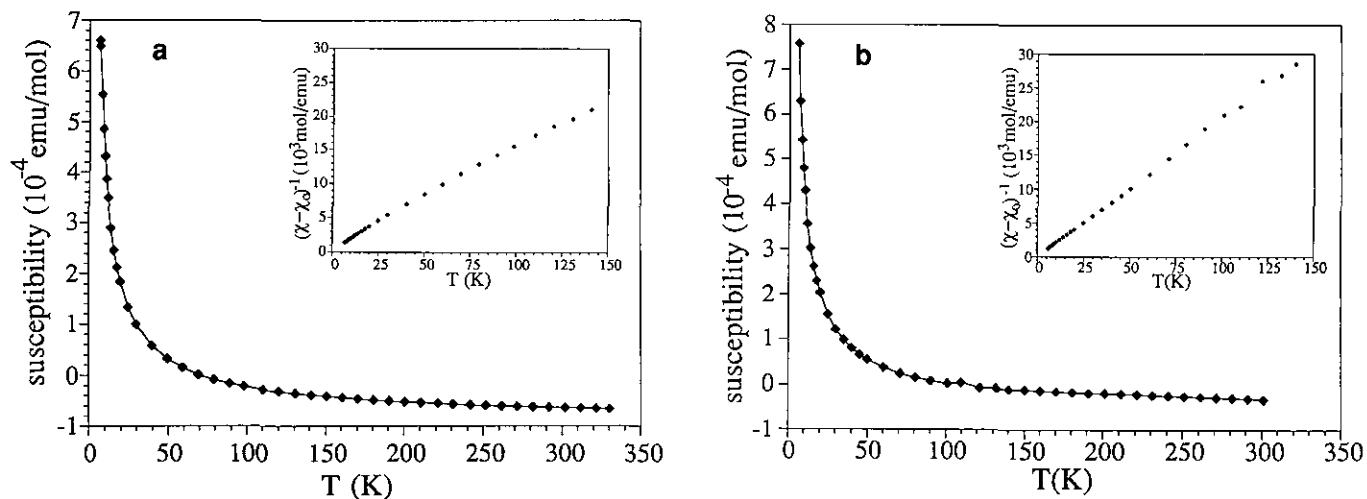 a
7
6
5
4
3
2
1
0
-1
susceptibility (10⁻⁴ emu/mol)
0 50 100 150 200 250 300 350
T (K)
30
25
20
15
10
5
0
(χ−χ₀)⁻¹ (10³mol/emu)
0 25 50 75 100 125 150
T (K)
b
8
7
6
5
4
3
2
1
0
-1
susceptibility (10⁻⁴ emu/mol)
0 50 100 150 200 250 300 350
T(K)
30
25
20
15
10
5
0
(χ−χ₀)⁻¹ (10³mol/emu)
0 25 50 75 100 125 150
T(K)